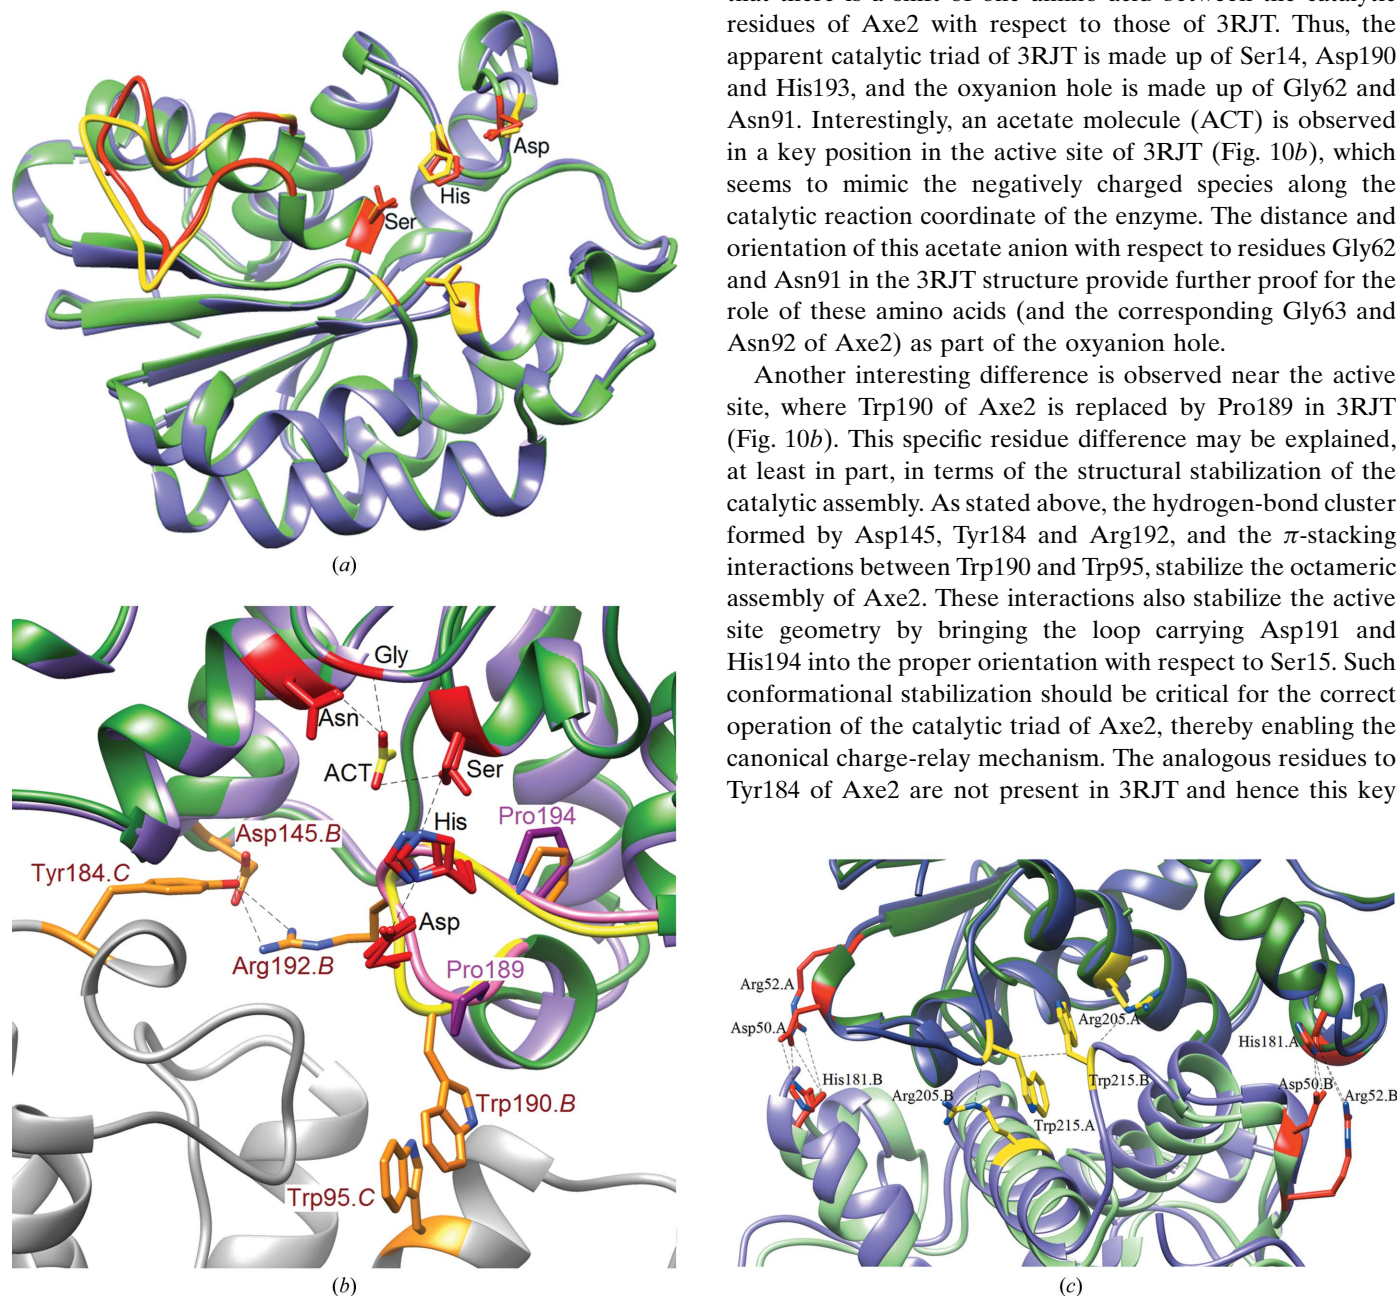 Asp
His
Ser
(a)
Gly
Asn
ACT
Ser
His
Pro194
Asp145.B
Tyr184.C
Asp
Arg192.B
Pro189
Trp190.B
Trp95.C
(b)
residues of Axe2 with respect to those of 3RJT. Thus, the
apparent catalytic triad of 3RJT is made up of Ser14, Asp190
and His193, and the oxyanion hole is made up of Gly62 and
Asn91. Interestingly, an acetate molecule (ACT) is observed
in a key position in the active site of 3RJT (Fig. 10b), which
seems to mimic the negatively charged species along the
catalytic reaction coordinate of the enzyme. The distance and
orientation of this acetate anion with respect to residues Gly62
and Asn91 in the 3RJT structure provide further proof for the
role of these amino acids (and the corresponding Gly63 and
Asn92 of Axe2) as part of the oxyanion hole.
Another interesting difference is observed near the active
site, where Trp190 of Axe2 is replaced by Pro189 in 3RJT
(Fig. 10b). This specific residue difference may be explained,
at least in part, in terms of the structural stabilization of the
catalytic assembly. As stated above, the hydrogen-bond cluster
formed by Asp145, Tyr184 and Arg192, and the π-stacking
interactions between Trp190 and Trp95, stabilize the octameric
assembly of Axe2. These interactions also stabilize the active
site geometry by bringing the loop carrying Asp191 and
His194 into the proper orientation with respect to Ser15. Such
conformational stabilization should be critical for the correct
operation of the catalytic triad of Axe2, thereby enabling the
canonical charge-relay mechanism. The analogous residues to
Tyr184 of Axe2 are not present in 3RJT and hence this key
Arg52.A
Asp50.A
His181.B
Arg205.A
Arg205.B
Trp215.B
Trp215.A
His181.A
Asp50.B
Arg52.B
(c)